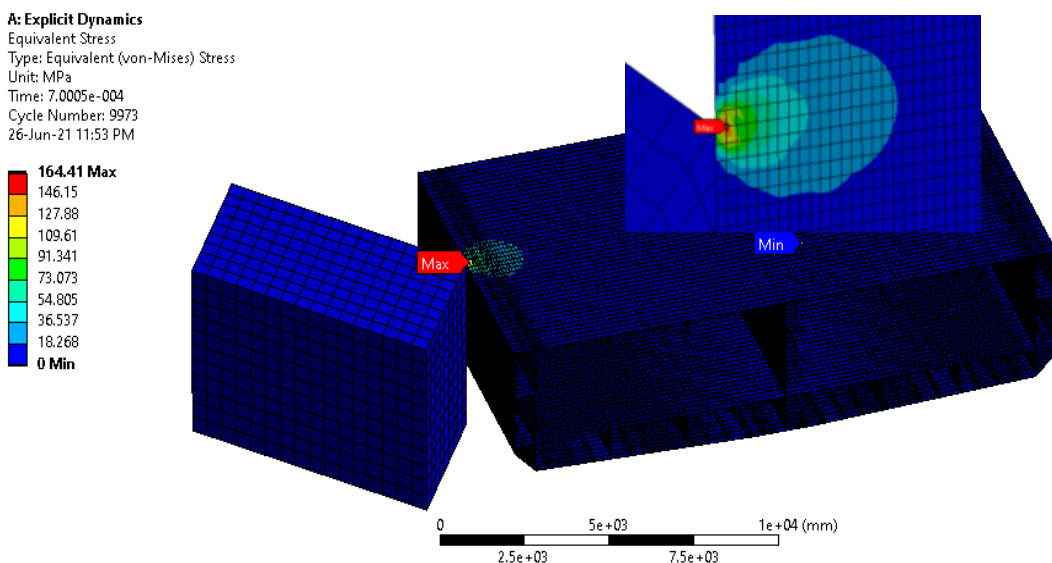 A: Explicit Dynamics
Equivalent Stress
Type: Equivalent (von-Mises) Stress
Unit: MPa
Time: 7.0005e-004
Cycle Number: 9973
26-Jun-21 11:53 PM
164.41 Max
146.15
127.88
109.61
91.341
73.073
54.805
36.537
18.268
0 Min
Max
Min
Max
0 5e+03 1e+04 (mm)
2.5e+03 7.5e+03